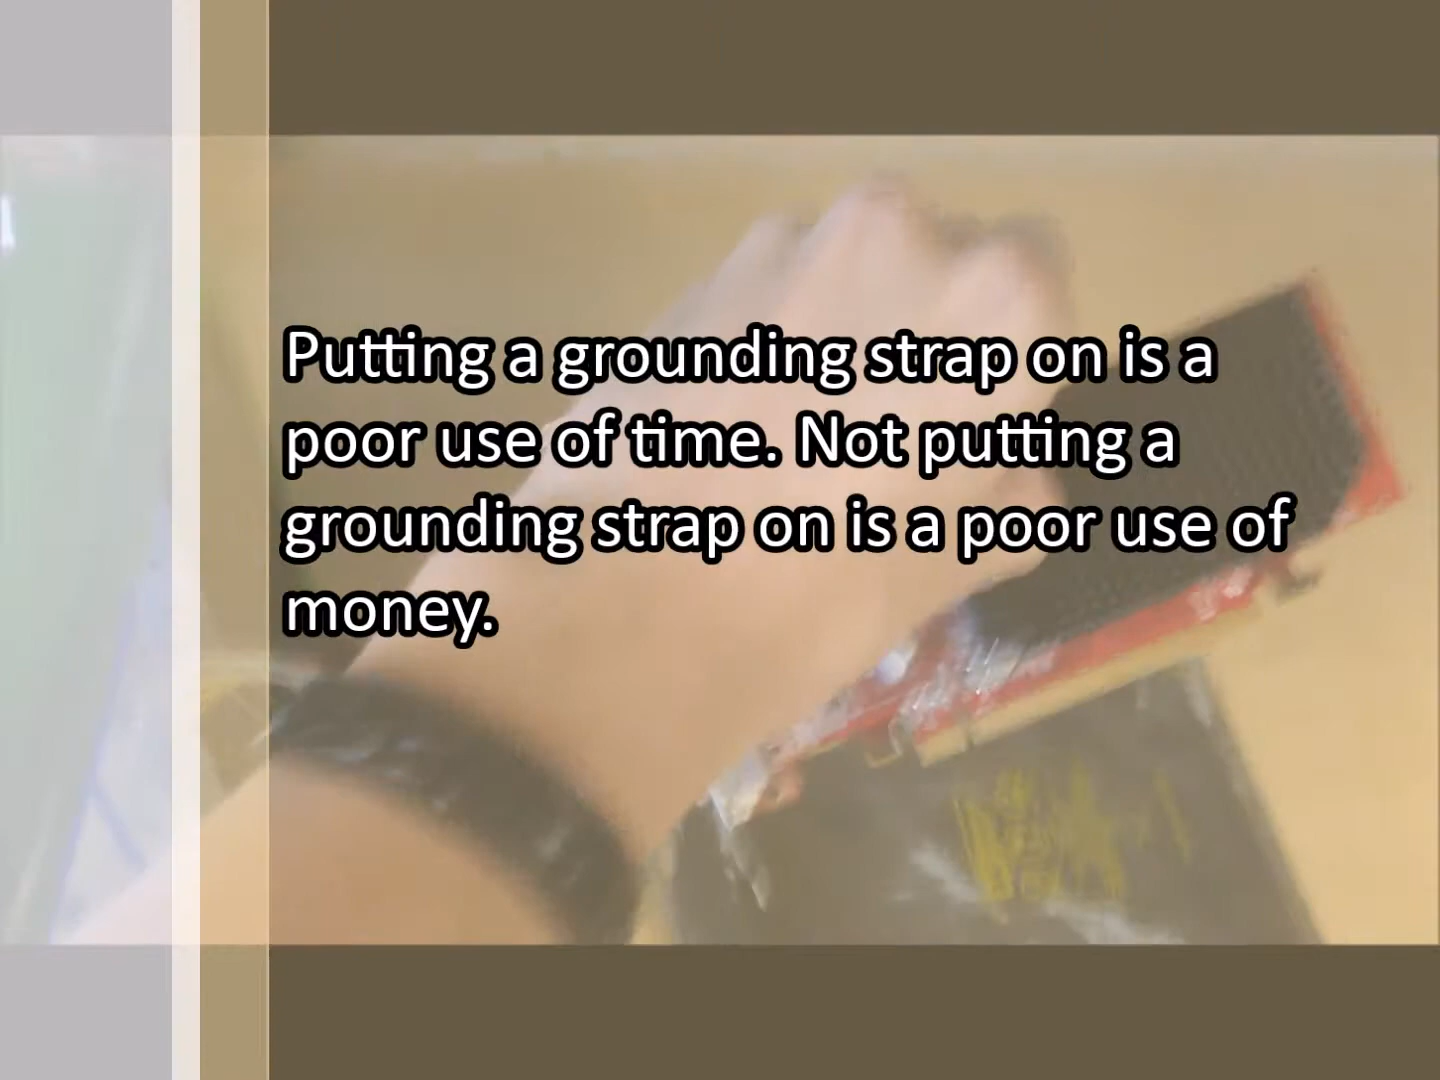 Putting a grounding strap on is a
poor use of time. Not putting a
grounding strap on is a poor use of
money.